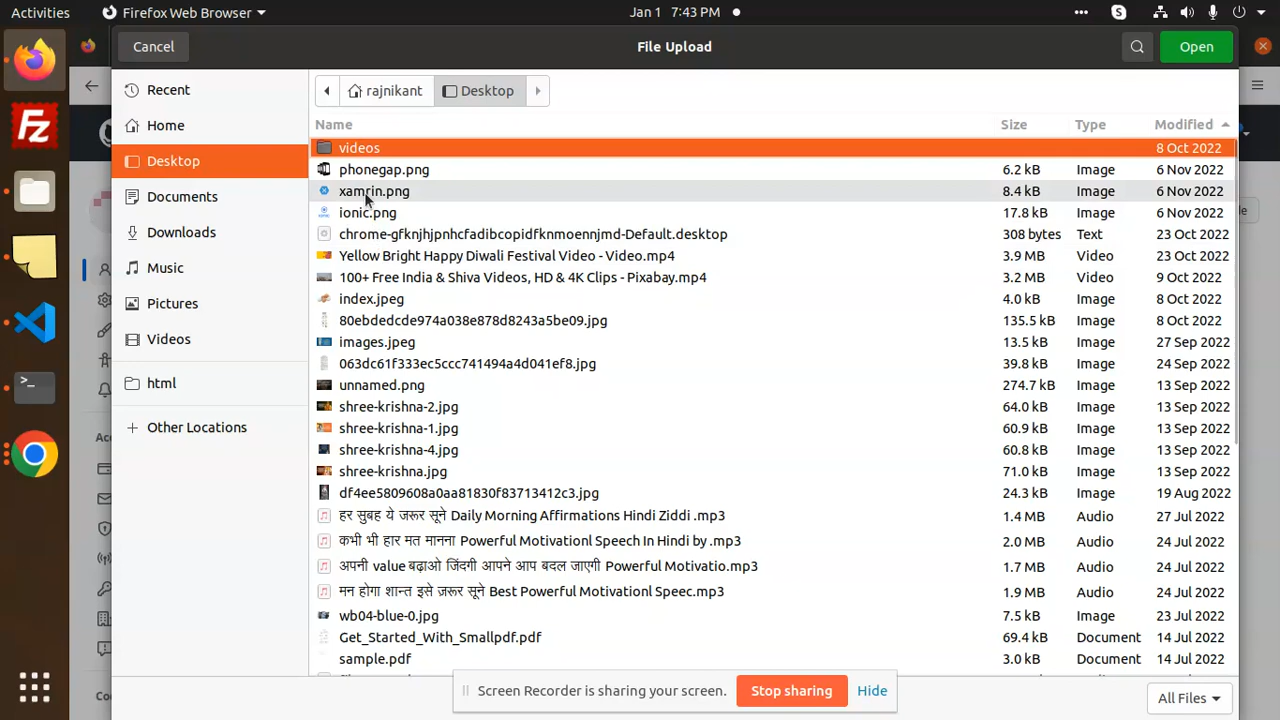 Activities Firefox Web Browser Jan 1 7:43 PM
Cancel File Upload Open
Recent
Home
Desktop
Documents
Downloads
Music
Pictures
Videos
html
Other Locations
rajnikant Desktop
Name Size Type Modified
videos 8 Oct 2022
phonegap.png 6.2 kB Image 6 Nov 2022
xamrin.png 8.4 kB Image 6 Nov 2022
ionic.png 17.8 kB Image 6 Nov 2022
chrome-gfknjhjpnhcfadibcopidfknmoennjmd-Default.desktop 308 bytes Text 23 Oct 2022
Yellow Bright Happy Diwali Festival Video - Video.mp4 3.9 MB Video 23 Oct 2022
100+ Free India & Shiva Videos, HD & 4K Clips - Pixabay.mp4 3.2 MB Video 9 Oct 2022
index.jpeg 4.0 kB Image 8 Oct 2022
80ebdedcde974a038e878d8243a5be09.jpg 135.5 kB Image 8 Oct 2022
images.jpeg 13.5 kB Image 27 Sep 2022
063dc61f333ec5ccc741494a4d041ef8.jpg 39.8 kB Image 24 Sep 2022
unnamed.png 274.7 kB Image 13 Sep 2022
shree-krishna-2.jpg 64.0 kB Image 13 Sep 2022
shree-krishna-1.jpg 60.9 kB Image 13 Sep 2022
shree-krishna-4.jpg 60.8 kB Image 13 Sep 2022
shree-krishna.jpg 71.0 kB Image 13 Sep 2022
df4ee5809608a0aa81830f83713412c3.jpg 24.3 kB Image 19 Aug 2022
हर सुबह ये जरूर सूने Daily Morning Affirmations Hindi Ziddi .mp3 1.4 MB Audio 27 Jul 2022
कभी भी हार मत मानना Powerful Motivationl Speech In Hindi by .mp3 2.0 MB Audio 24 Jul 2022
अपनी value बढ़ाओ जिंदगी आपने आप बदल जाएगी Powerful Motivatio.mp3 1.7 MB Audio 24 Jul 2022
मन होगा शान्त इसे जरूर सूने Best Powerful Motivationl Speec.mp3 1.9 MB Audio 24 Jul 2022
wb04-blue-0.jpg 7.5 kB Image 19 Jul 2022
Get_Started_With_Smallpdf.pdf 69.4 kB Document 14 Jul 2022
sample.pdf 3.0 kB Document 14 Jul 2022
Screen Recorder is sharing your screen. Stop sharing Hide
All Files